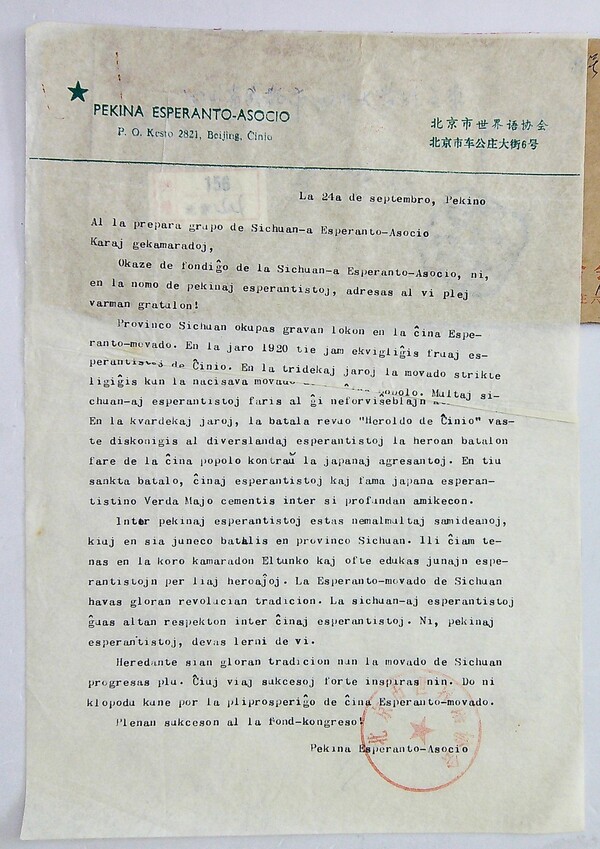 PEKINA ESPERANTO-ASOCIO
P. O. Kesto 2821, Beijing, Ĉinio
北京市世界语协会
北京市车公庄大街6号
156
La 24a de septembro, Pekino
Al la prepara grupo de Sichuan-a Esperanto-Asocio
Karaj gekamaradoj,
Okaze de fondiĝo de la Sichuan-a Esperanto-Asocio, ni,
en la nomo de pekinaj esperantistoj, adresas al vi plej
varman gratulon!
Provinco Sichuan okupas gravan lokon en la ĉina Espe-
ranto-movado. En la jaro 1920 tie jam ekvigliĝis fruaj es-
perantistoj de Ĉinio. En la tridekaj jaroj la movado strikte
ligiĝis kun la nacisava popolo. Multaj si-
chuan-aj esperantistoj faris al ĝi neforviseblajn
En la kvardekaj jaroj, la batala revuo "Heroldo de Ĉinio" vas-
te diskonigis al diverslandaj esperantistoj la heroan batalon
fare de la ĉina popolo kontraŭ la japanaj agresantoj. En tiu
sankta batalo, ĉinaj esperantistoj kaj fama japana esperan-
tistino Verda Majo cementis inter si profundan amikecon.
Inter pekinaj esperantistoj estas nemalmultaj samideanoj,
kiuj en sia juneco batalis en provinco Sichuan. Ili ĉiam te-
nas en la koro kamaradon Eltunko kaj ofte edukas junajn espe-
rantistojn per liaj heroaĵoj. La Esperanto-movado de Sichuan
havas gloran revolucian tradicion. La sichuan-aj esperantistoj
ĝuas altan respekton inter ĉinaj esperantistoj. Ni, pekinaj
esperantistoj, devas lerni de vi.
Heredante sian gloran tradicion nun la movado de Sichuan
progresas plu. Ĉiuj viaj sukcesoj forte inspiras nin. Do ni
klopodu kune por la pliprosperiĝo de ĉina Esperanto-movado.
Plenan sukceson al la fond-kongreso!
Pekina Esperanto-Asocio
北京市世界语协会